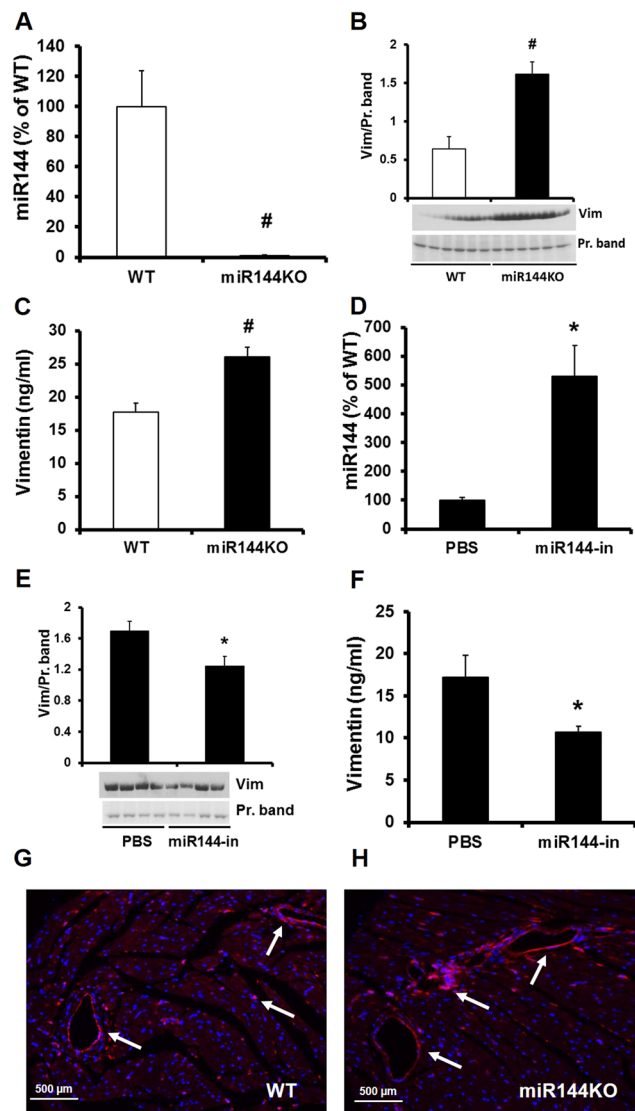 A
miR144 (% of WT)
140
120
100
80
60
40
20
0
#
WT
miR144KO
B
Vim/Pr. band
2
1.5
1
0.5
0
#
Vim
Pr. band
WT
miR144KO
C
Vimentin (ng/ml)
30
25
20
15
10
5
0
#
WT
miR144KO
D
miR144 (% of WT)
700
600
500
400
300
200
100
0
*
PBS
miR144-in
E
Vim/Pr. band
2
1.6
1.2
0.8
0.4
0
*
Vim
Pr. band
PBS
miR144-in
F
Vimentin (ng/ml)
25
20
15
10
5
0
*
PBS
miR144-in
G
500 µm
WT
H
500 µm
miR144KO